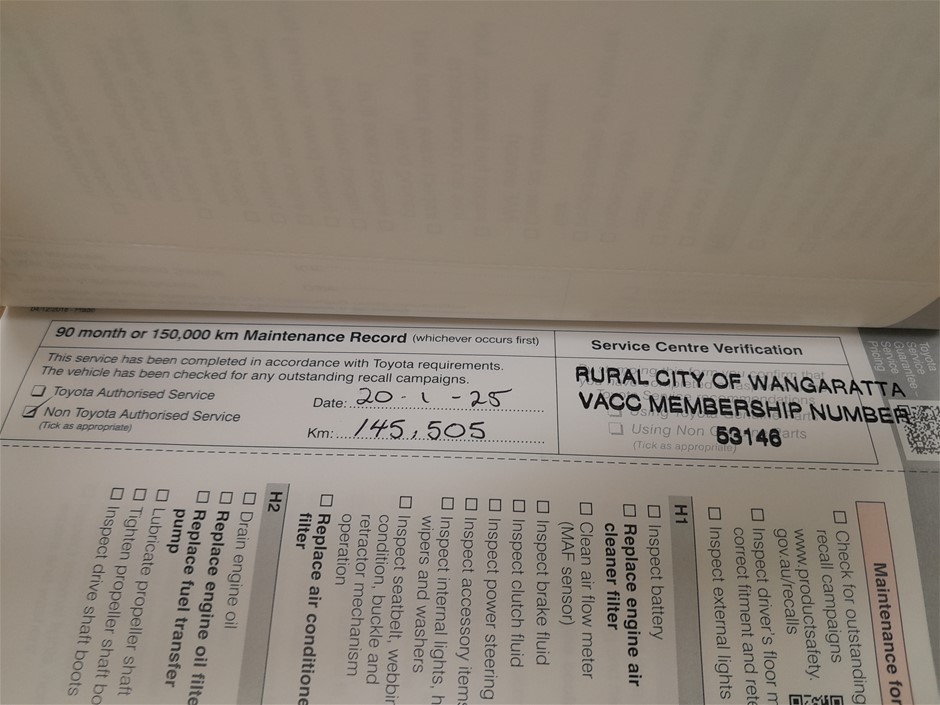 90 month or 150,000 km Maintenance Record (whichever occurs first)
This service has been completed in accordance with Toyota requirements.
The vehicle has been checked for any outstanding recall campaigns.
Toyota Authorised Service
Non Toyota Authorised Service
(Tick as appropriate)
Date: 20-1-25
Km: 145,505
Service Centre Verification
RURAL CITY OF WANGARATTA
VACC MEMBERSHIP NUMBER
53146
Using Non
(Tick as appropriate)
Toyota
Service
Guarantee
Service
Pricing
Maintenance for
Check for outstanding
recall campaigns
www.productsafety.
gov.au/recalls
Inspect driver's floor
correct fitment and
Inspect external lights
H1
Inspect battery
Replace engine air
cleaner filter
Clean air flow meter
(MAF sensor)
Inspect brake fluid
Inspect clutch fluid
Inspect power steering
Inspect accessory items
Inspect internal lights,
wipers and washers
Inspect seatbelt,
condition, buckle and
retractor mechanism
operation
Replace air
filter
H2
Drain engine oil
Replace engine oil
Replace fuel transfer
pump
Lubricate propeller shaft
Tighten propeller shaft
Inspect drive shaft boots